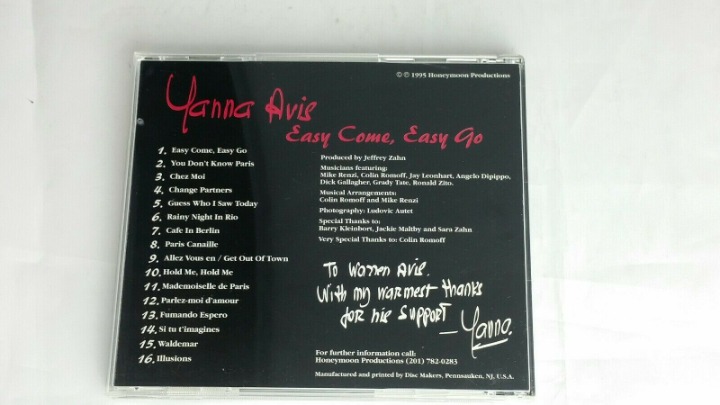 ℗ © 1995 Honeymoon Productions
Yanna Avis
Easy Come, Easy Go
1. Easy Come, Easy Go
2. You Don't Know Paris
3. Chez Moi
4. Change Partners
5. Guess Who I Saw Today
6. Rainy Night In Rio
7. Cafe In Berlin
8. Paris Canaille
9. Allez Vous en / Get Out Of Town
10. Hold Me, Hold Me
11. Mademoiselle de Paris
12. Parlez-moi d'amour
13. Fumando Espero
14. Si tu t'imagines
15. Waldemar
16. Illusions
Produced by Jeffrey Zahn
Musicians featuring:
Mike Renzi, Colin Romoff, Jay Leonhart, Angelo Dipippo,
Dick Gallagher, Grady Tate, Ronald Zito.
Musical Arrangements:
Colin Romoff and Mike Renzi
Photography: Ludovic Autet
Special Thanks to:
Barry Kleinbort, Jackie Maltby and Sara Zahn
Very Special Thanks to: Colin Romoff
To Warren Avis.
With my warmest thanks
for his support
— Yanna.
For further information call:
Honeymoon Productions (201) 782-0283
Manufactured and printed by Disc Makers, Pennsauken, NJ, U.S.A.